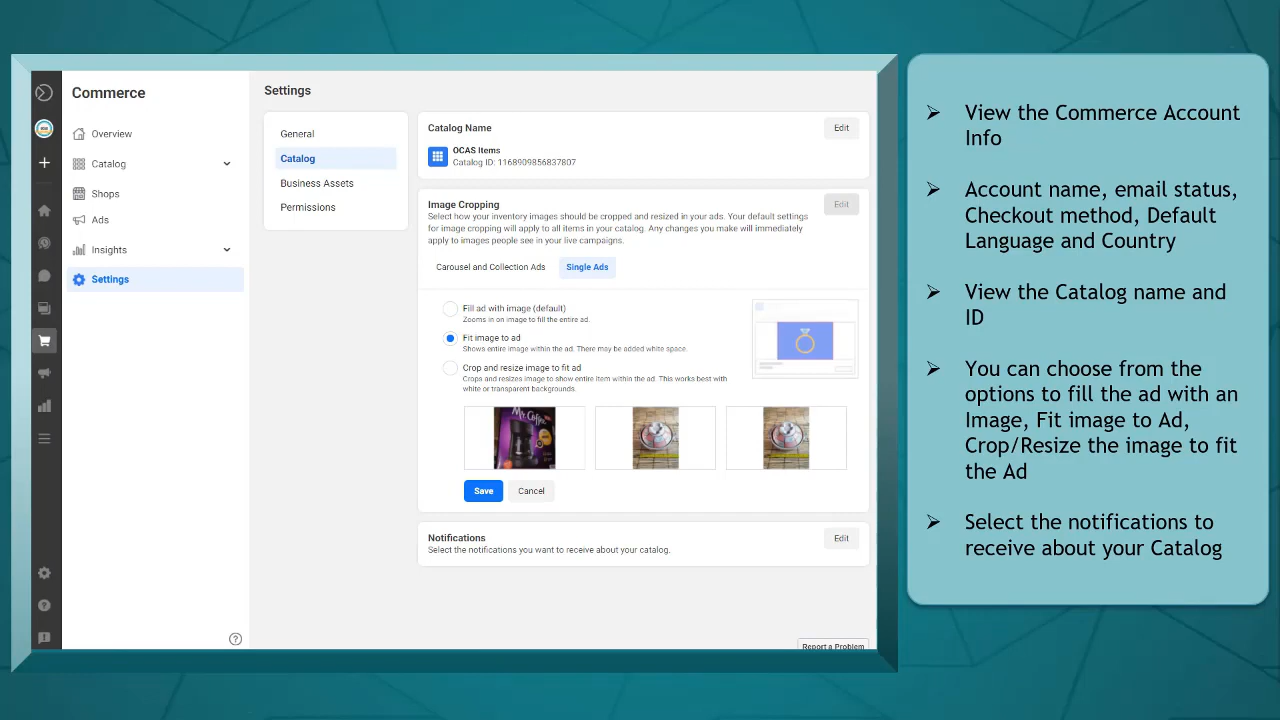 Commerce
Overview
Catalog
Shops
Ads
Insights
Settings
Settings
General
Catalog
Business Assets
Permissions
Catalog Name
Edit
OCAS Items
Catalog ID: 1168909856837807
Image Cropping
Edit
Select how your inventory images should be cropped and resized in your ads. Your default settings
for image cropping will apply to all items in your catalog. Any changes you make will immediately
apply to images people see in your live campaigns.
Carousel and Collection Ads
Single Ads
Fill ad with image (default)
Zooms in on image to fill the entire ad.
Fit image to ad
Shows entire image within the ad. There may be added white space.
Crop and resize image to fit ad
Crops and resizes image to show entire item within the ad. This works best with
white or transparent backgrounds.
Mr. Coffee
Save
Cancel
Notifications
Edit
Select the notifications you want to receive about your catalog.
Report a Problem
View the Commerce Account
Info
Account name, email status,
Checkout method, Default
Language and Country
View the Catalog name and
ID
You can choose from the
options to fill the ad with an
Image, Fit image to Ad,
Crop/Resize the image to fit
the Ad
Select the notifications to
receive about your Catalog